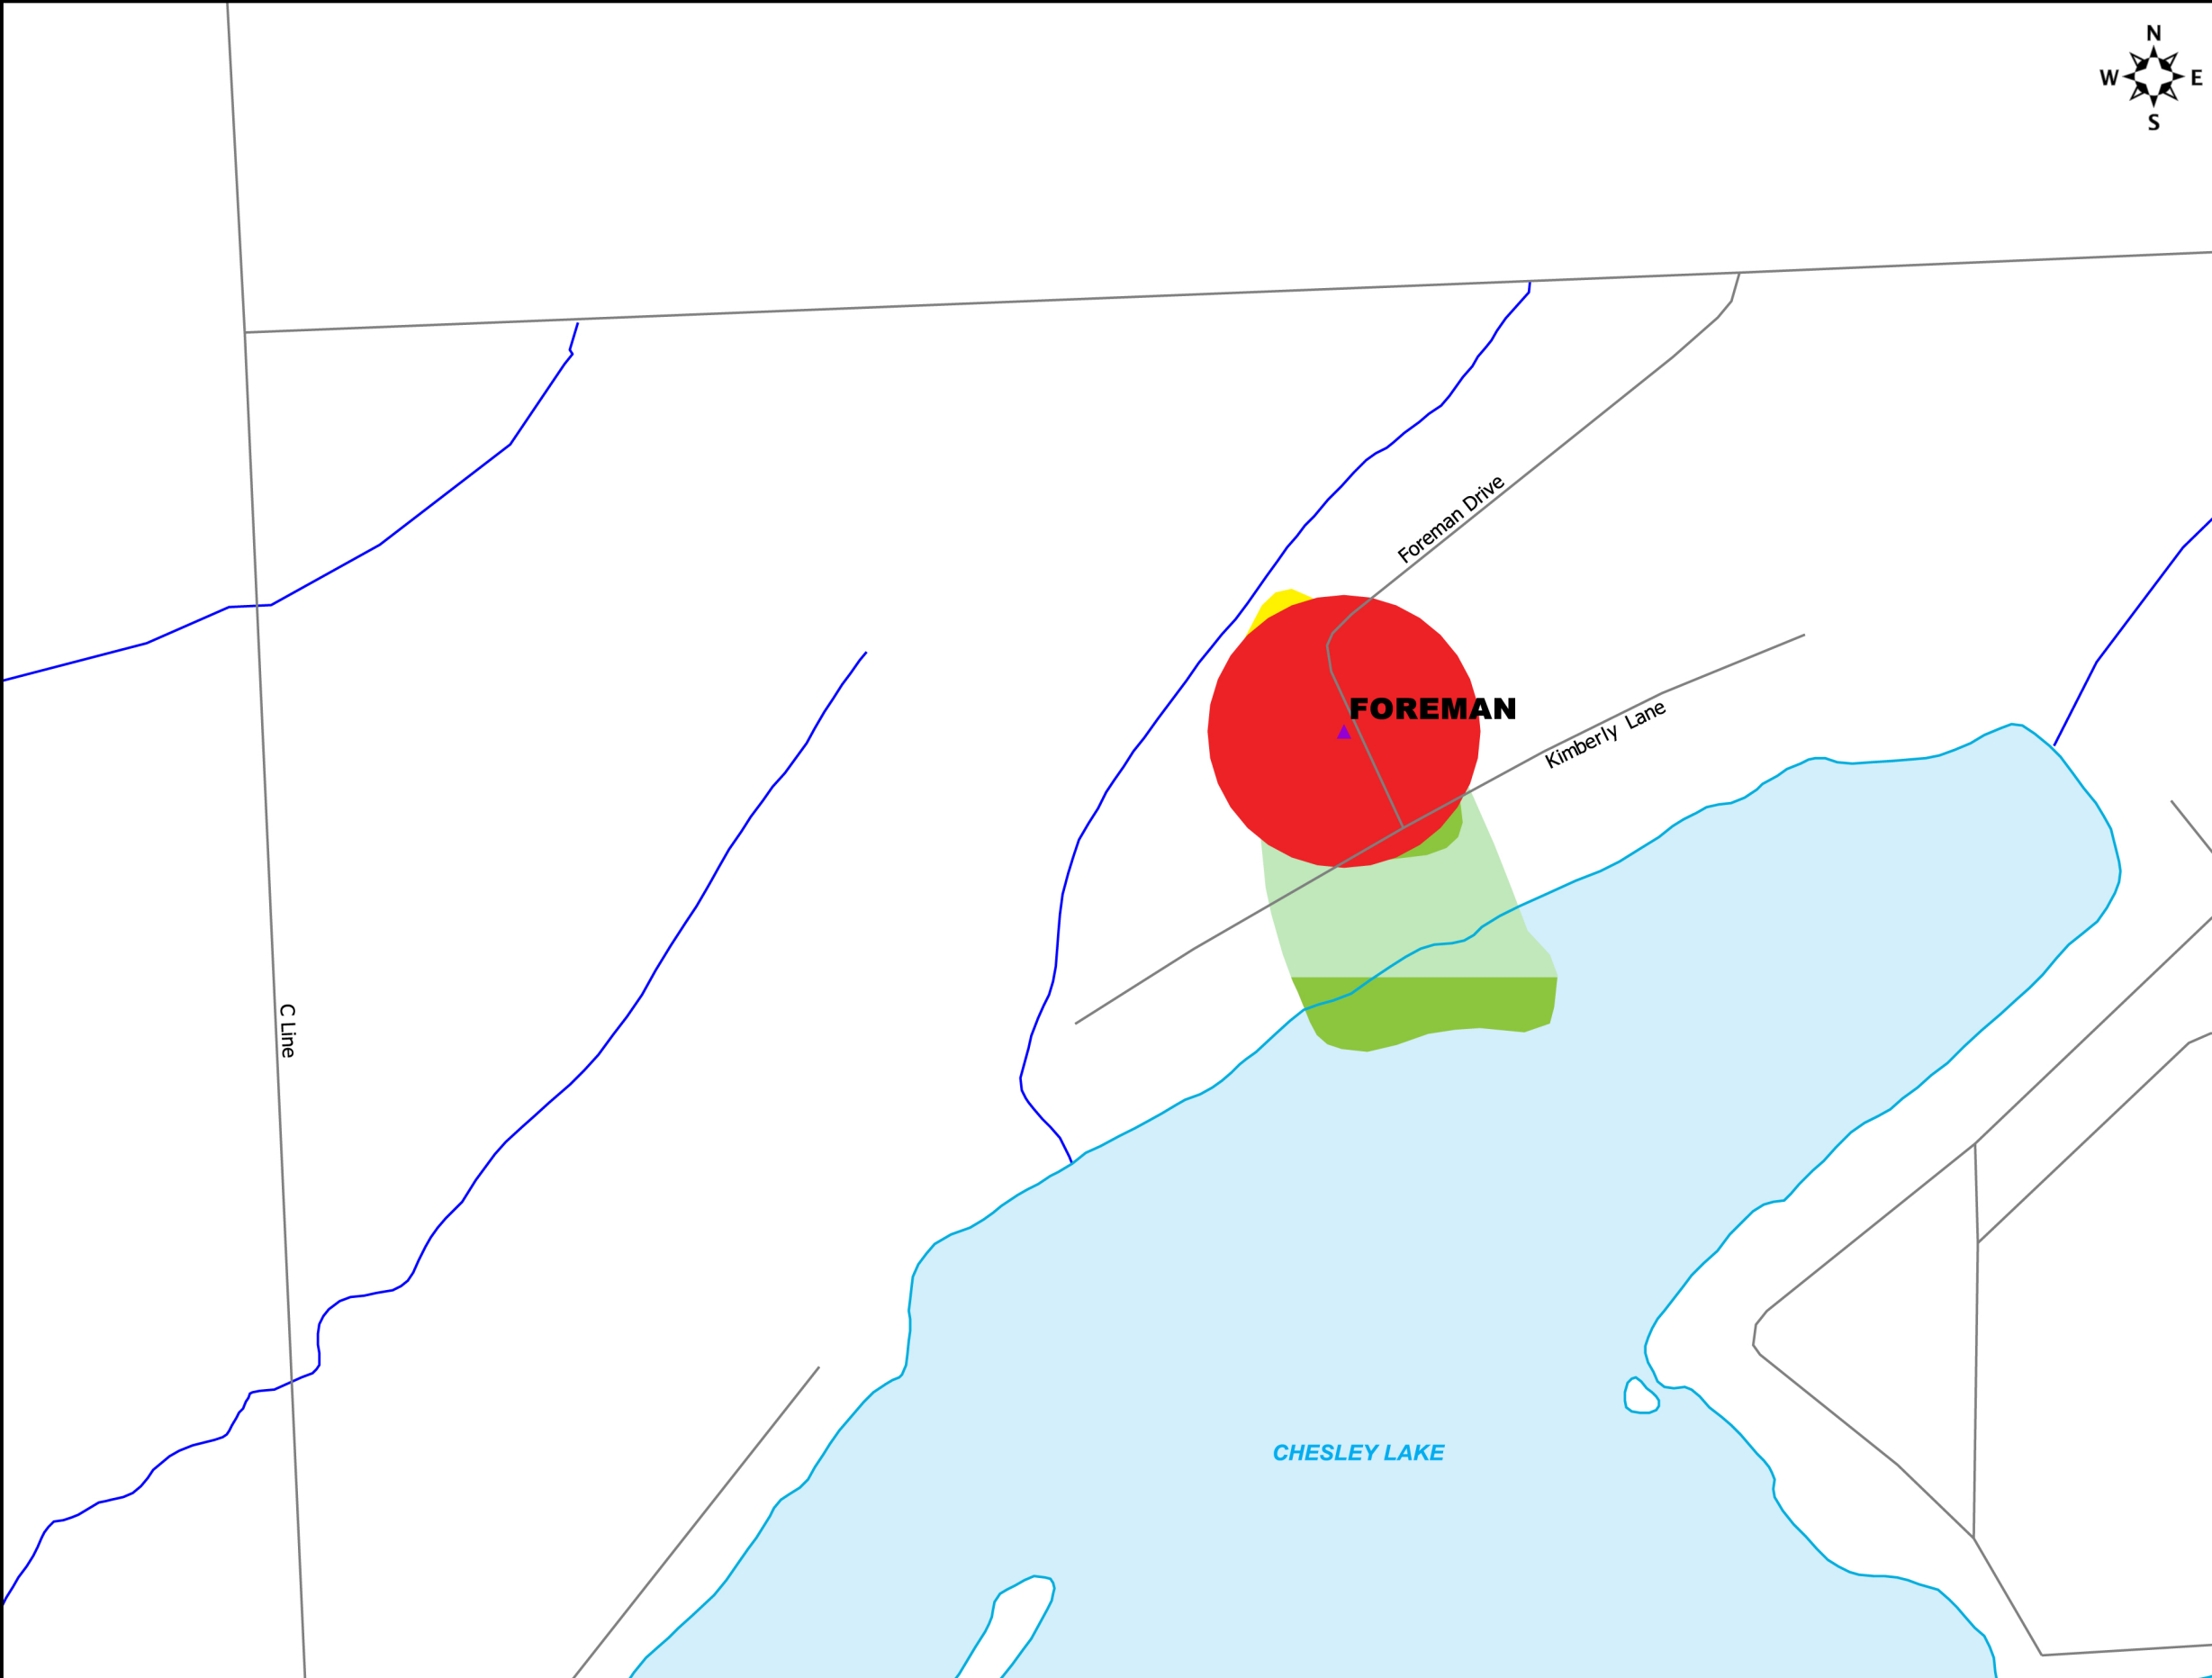 N
W E
S
Foreman Drive
FOREMAN
Kimberly Lane
C Line
CHESLEY LAKE